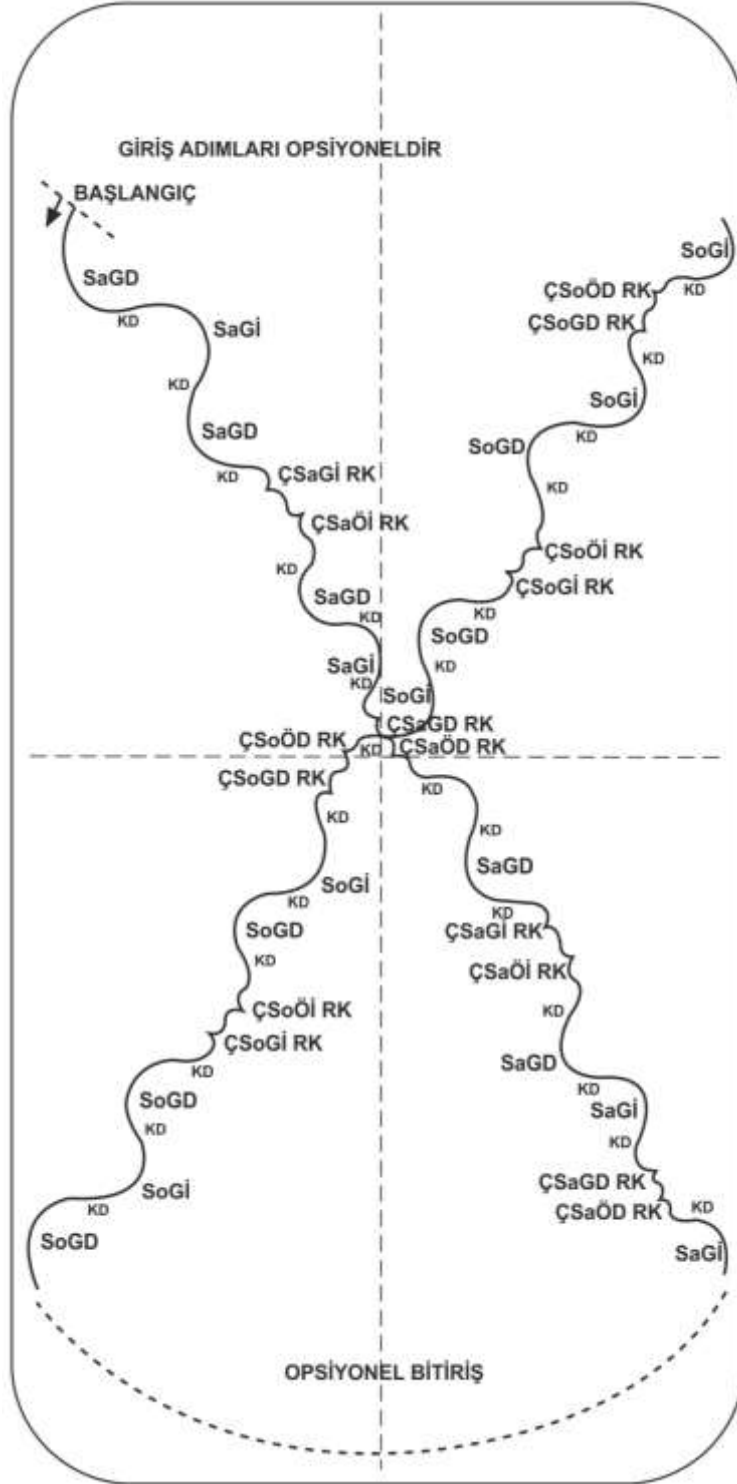 GİRİŞ ADIMLARI OPSİYONELDİR
BAŞLANGIÇ
SaGD
KD
SaGİ
KD
SaGD
KD
ÇSaGİ RK
ÇSaÖİ RK
KD
SaGD
KD
SaGİ
KD
ÇSaGD RK
ÇSaÖD RK
KD
KD
SaGD
KD
ÇSaGİ RK
ÇSaÖİ RK
KD
SaGD
KD
SaGİ
KD
ÇSaGD RK
ÇSaÖD RK
KD
SaGİ
SoGİ
KD
ÇSoÖD RK
ÇSoGD RK
KD
SoGİ
KD
SoGD
KD
ÇSoÖİ RK
ÇSoGİ RK
KD
SoGD
KD
SoGİ
KD
ÇSoÖD RK
ÇSoGD RK
KD
SoGİ
KD
SoGD
KD
ÇSoÖİ RK
ÇSoGİ RK
KD
SoGD
KD
SoGİ
KD
SoGD
OPSİYONEL BİTİRİŞ